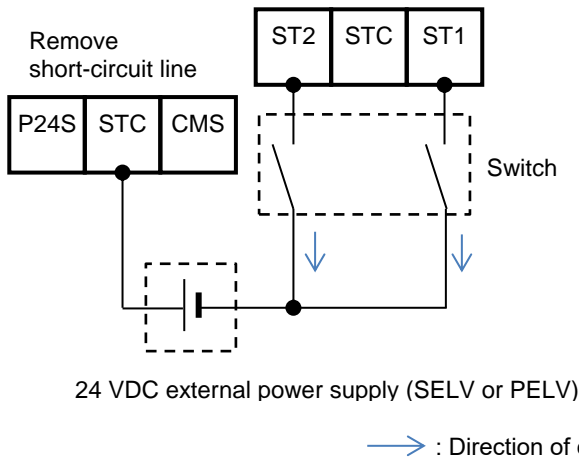 Remove
short-circuit line
ST2 STC ST1
P24S STC CMS
Switch
24 VDC external power supply (SELV or PELV)
: Direction of